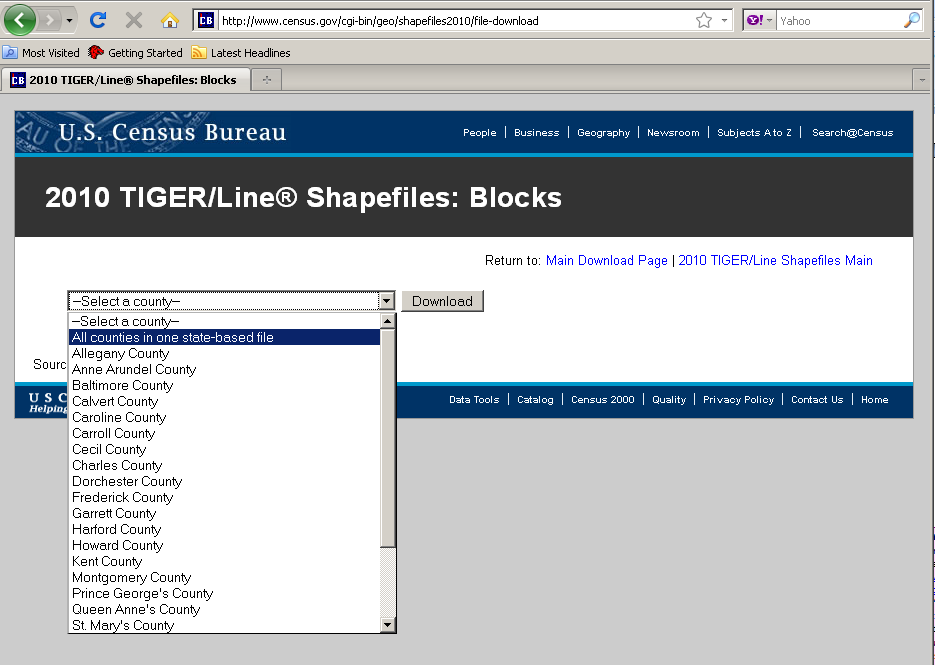 CB http://www.census.gov/cgi-bin/geo/shapefiles2010/file-download
Y! Yahoo
Most Visited Getting Started Latest Headlines
CB 2010 TIGER/Line® Shapefiles: Blocks
U.S. Census Bureau
People | Business | Geography | Newsroom | Subjects A to Z | Search@Census
2010 TIGER/Line® Shapefiles: Blocks
Return to: Main Download Page | 2010 TIGER/Line Shapefiles Main
--Select a county-- Download
--Select a county--
All counties in one state-based file
Allegany County
Anne Arundel County
Baltimore County
Calvert County
Caroline County
Carroll County
Cecil County
Charles County
Dorchester County
Frederick County
Garrett County
Harford County
Howard County
Kent County
Montgomery County
Prince George's County
Queen Anne's County
St. Mary's County
Sourc
U S C
Helping
Data Tools | Catalog | Census 2000 | Quality | Privacy Policy | Contact Us | Home